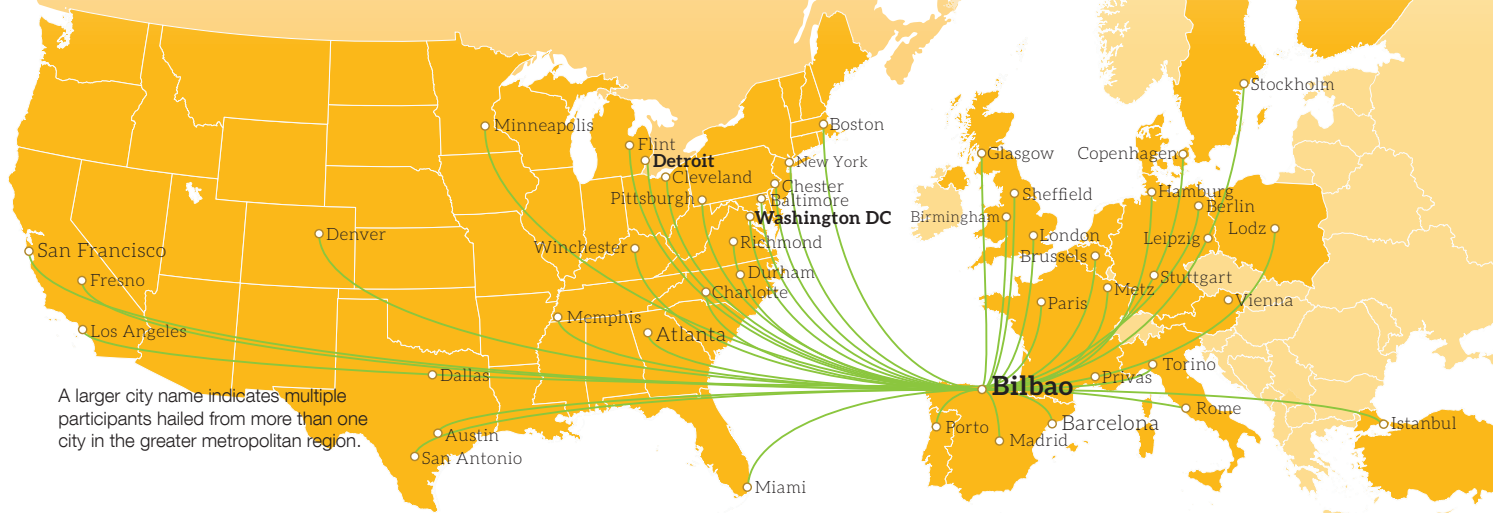 Stockholm
Minneapolis
Boston
Flint
Detroit
New York
Glasgow
Copenhagen
Cleveland
Chester
Pittsburgh
Baltimore
Sheffield
Hamburg
Berlin
Washington DC
Birmingham
Denver
Richmond
London
Leipzig
Lodz
San Francisco
Winchester
Brussels
Fresno
Durham
Stuttgart
Charlotte
Metz
Paris
Vienna
Memphis
Los Angeles
Atlanta
Torino
Dallas
Privas
Bilbao
A larger city name indicates multiple
participants hailed from more than one
city in the greater metropolitan region.
Rome
Porto
Barcelona
Istanbul
Austin
Madrid
San Antonio
Miami